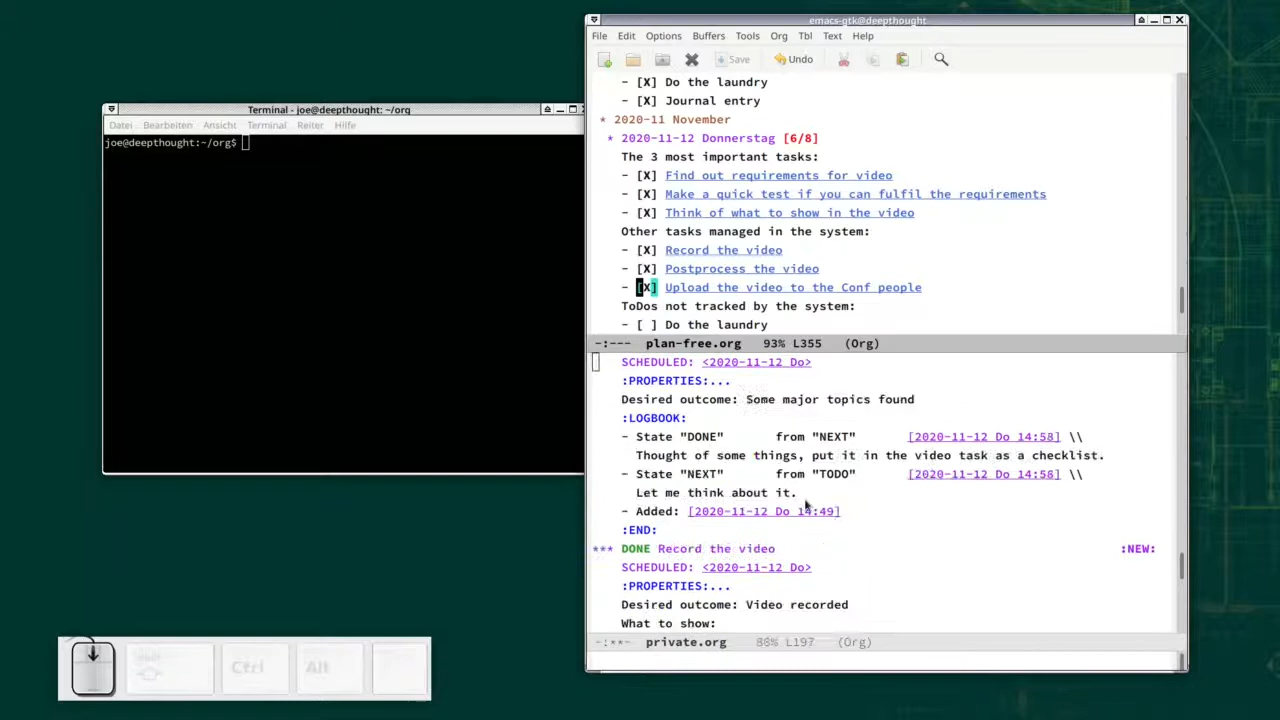 Terminal - joe@deepthought: ~/org
Datei Bearbeiten Ansicht Terminal Reiter Hilfe
joe@deepthought:~/org$
emacs-gtk@deepthought
File Edit Options Buffers Tools Org Tbl Text Help
Save Undo
- [X] Do the laundry
- [X] Journal entry
* 2020-11 November
* 2020-11-12 Donnerstag [6/8]
The 3 most important tasks:
- [X] Find out requirements for video
- [X] Make a quick test if you can fulfil the requirements
- [X] Think of what to show in the video
Other tasks managed in the system:
- [X] Record the video
- [X] Postprocess the video
- [X] Upload the video to the Conf people
ToDos not tracked by the system:
- [ ] Do the laundry
-:--- plan-free.org 93% L355 (Org)
SCHEDULED: <2020-11-12 Do>
:PROPERTIES:...
Desired outcome: Some major topics found
:LOGBOOK:
- State "DONE" from "NEXT" [2020-11-12 Do 14:58] \\
Thought of some things, put it in the video task as a checklist.
- State "NEXT" from "TODO" [2020-11-12 Do 14:58] \\
Let me think about it.
- Added: [2020-11-12 Do 14:49]
:END:
*** DONE Record the video :NEW:
SCHEDULED: <2020-11-12 Do>
:PROPERTIES:...
Desired outcome: Video recorded
What to show:
-:**- private.org 88% L197 (Org)
Shift Ctrl Alt